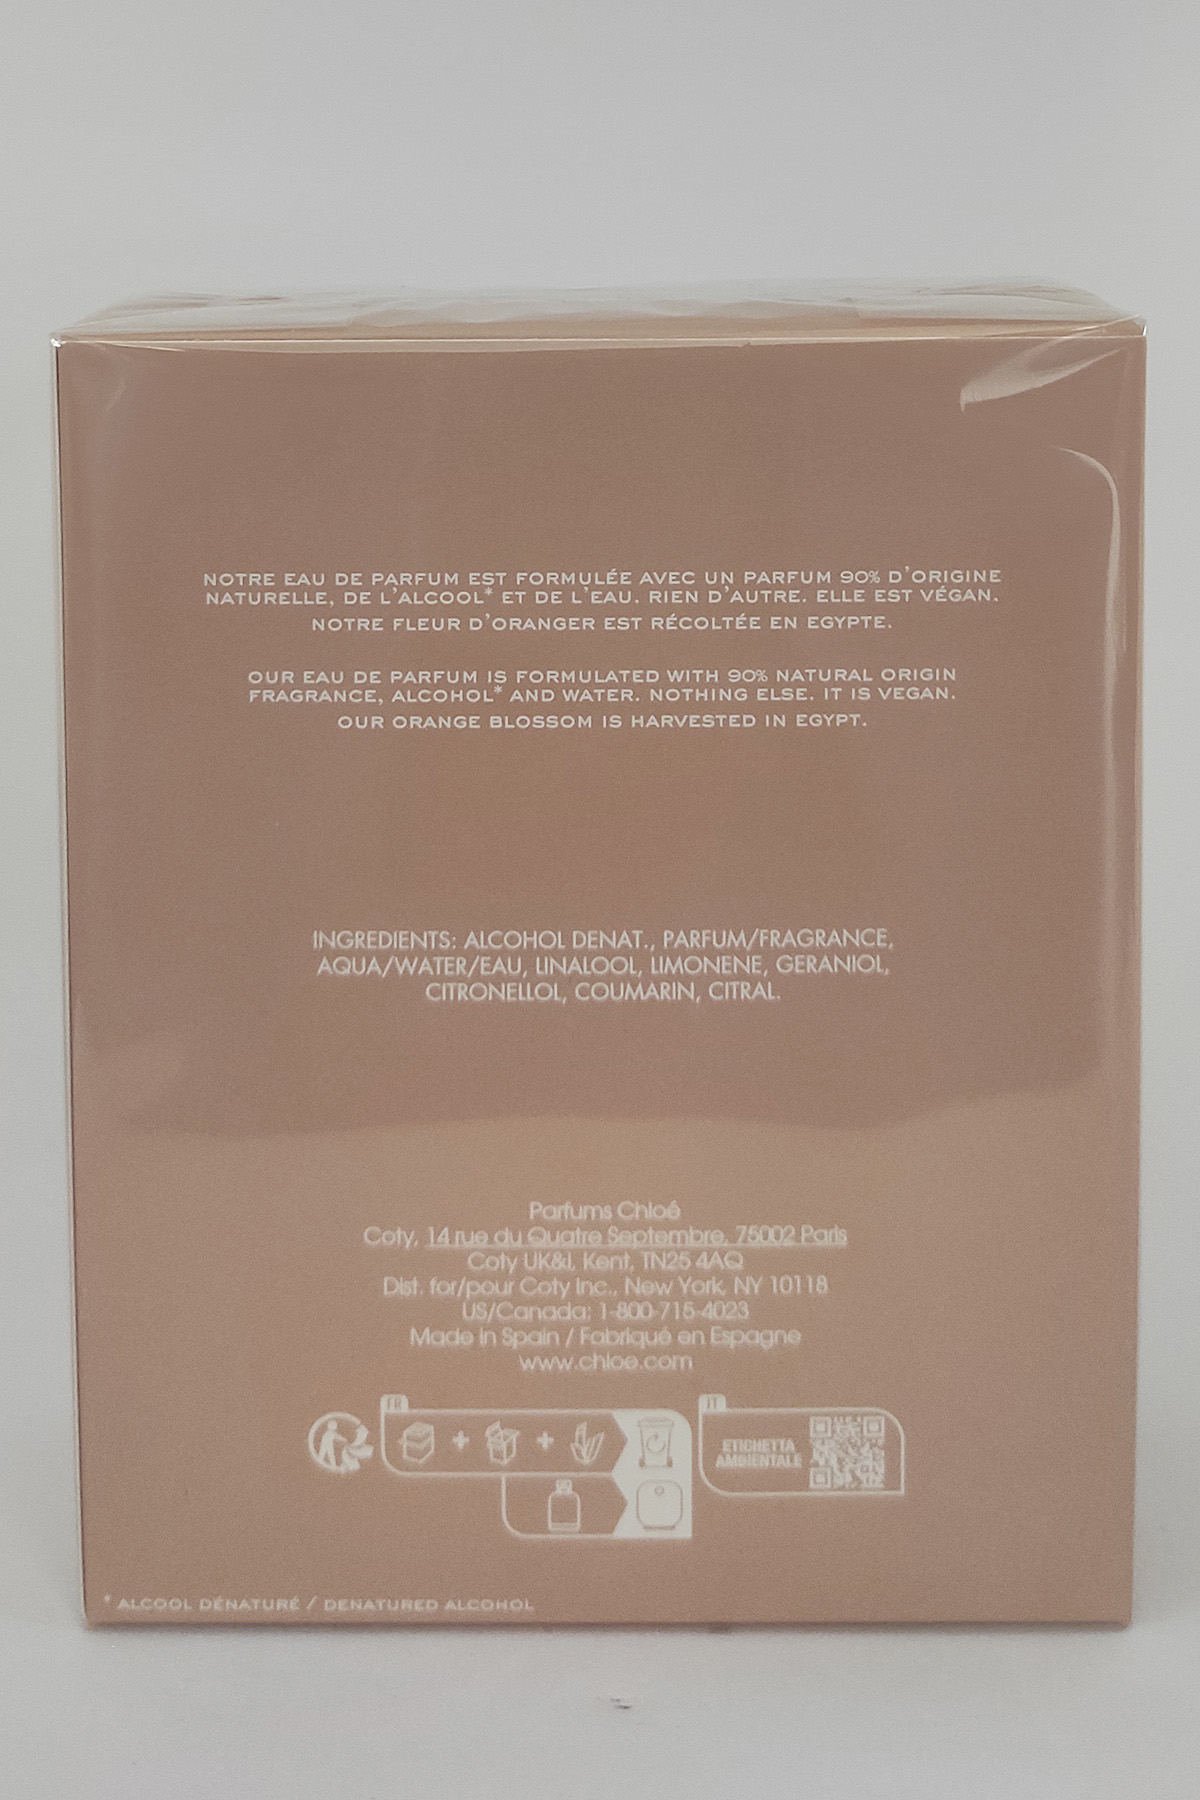 NOTRE EAU DE PARFUM EST FORMULÉE AVEC UN PARFUM 90% D'ORIGINE
NATURELLE, DE L'ALCOOL* ET DE L'EAU. RIEN D'AUTRE. ELLE EST VÉGAN.
NOTRE FLEUR D'ORANGER EST RÉCOLTÉE EN EGYPTE.
OUR EAU DE PARFUM IS FORMULATED WITH 90% NATURAL ORIGIN
FRAGRANCE, ALCOHOL* AND WATER. NOTHING ELSE. IT IS VEGAN.
OUR ORANGE BLOSSOM IS HARVESTED IN EGYPT.
INGREDIENTS: ALCOHOL DENAT., PARFUM/FRAGRANCE,
AQUA/WATER/EAU, LINALOOL, LIMONENE, GERANIOL,
CITRONELLOL, COUMARIN, CITRAL.
Parfums Chloé
Coty, 14 rue du Quatre Septembre, 75002 Paris
Coty UK&I, Kent, TN25 4AQ
Dist. for/pour Coty Inc., New York, NY 10118
US/Canada: 1-800-715-4023
Made in Spain / Fabriqué en Espagne
www.chloe.com
FR
IT
ETICHETTA
AMBIENTALE
* ALCOOL DÉNATURÉ / DENATURED ALCOHOL